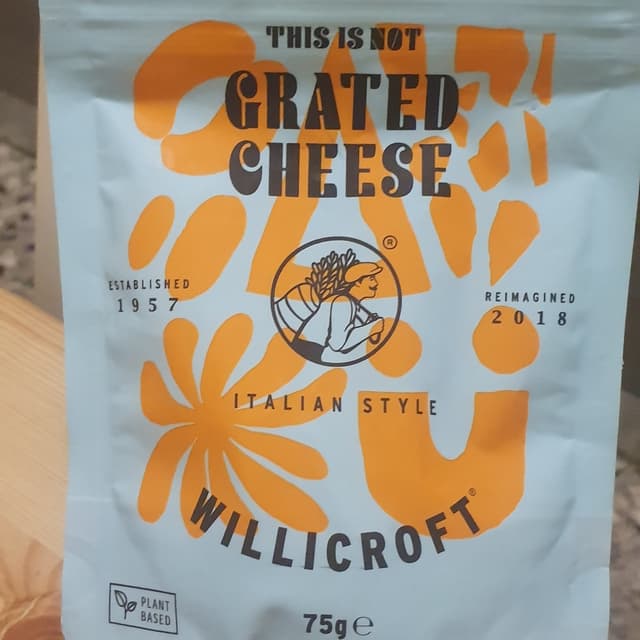 THIS IS NOT
GRATED
CHEESE
®
ESTABLISHED
1957
REIMAGINED
2018
ITALIAN STYLE
WILLICROFT®
PLANT
BASED
75g ℮